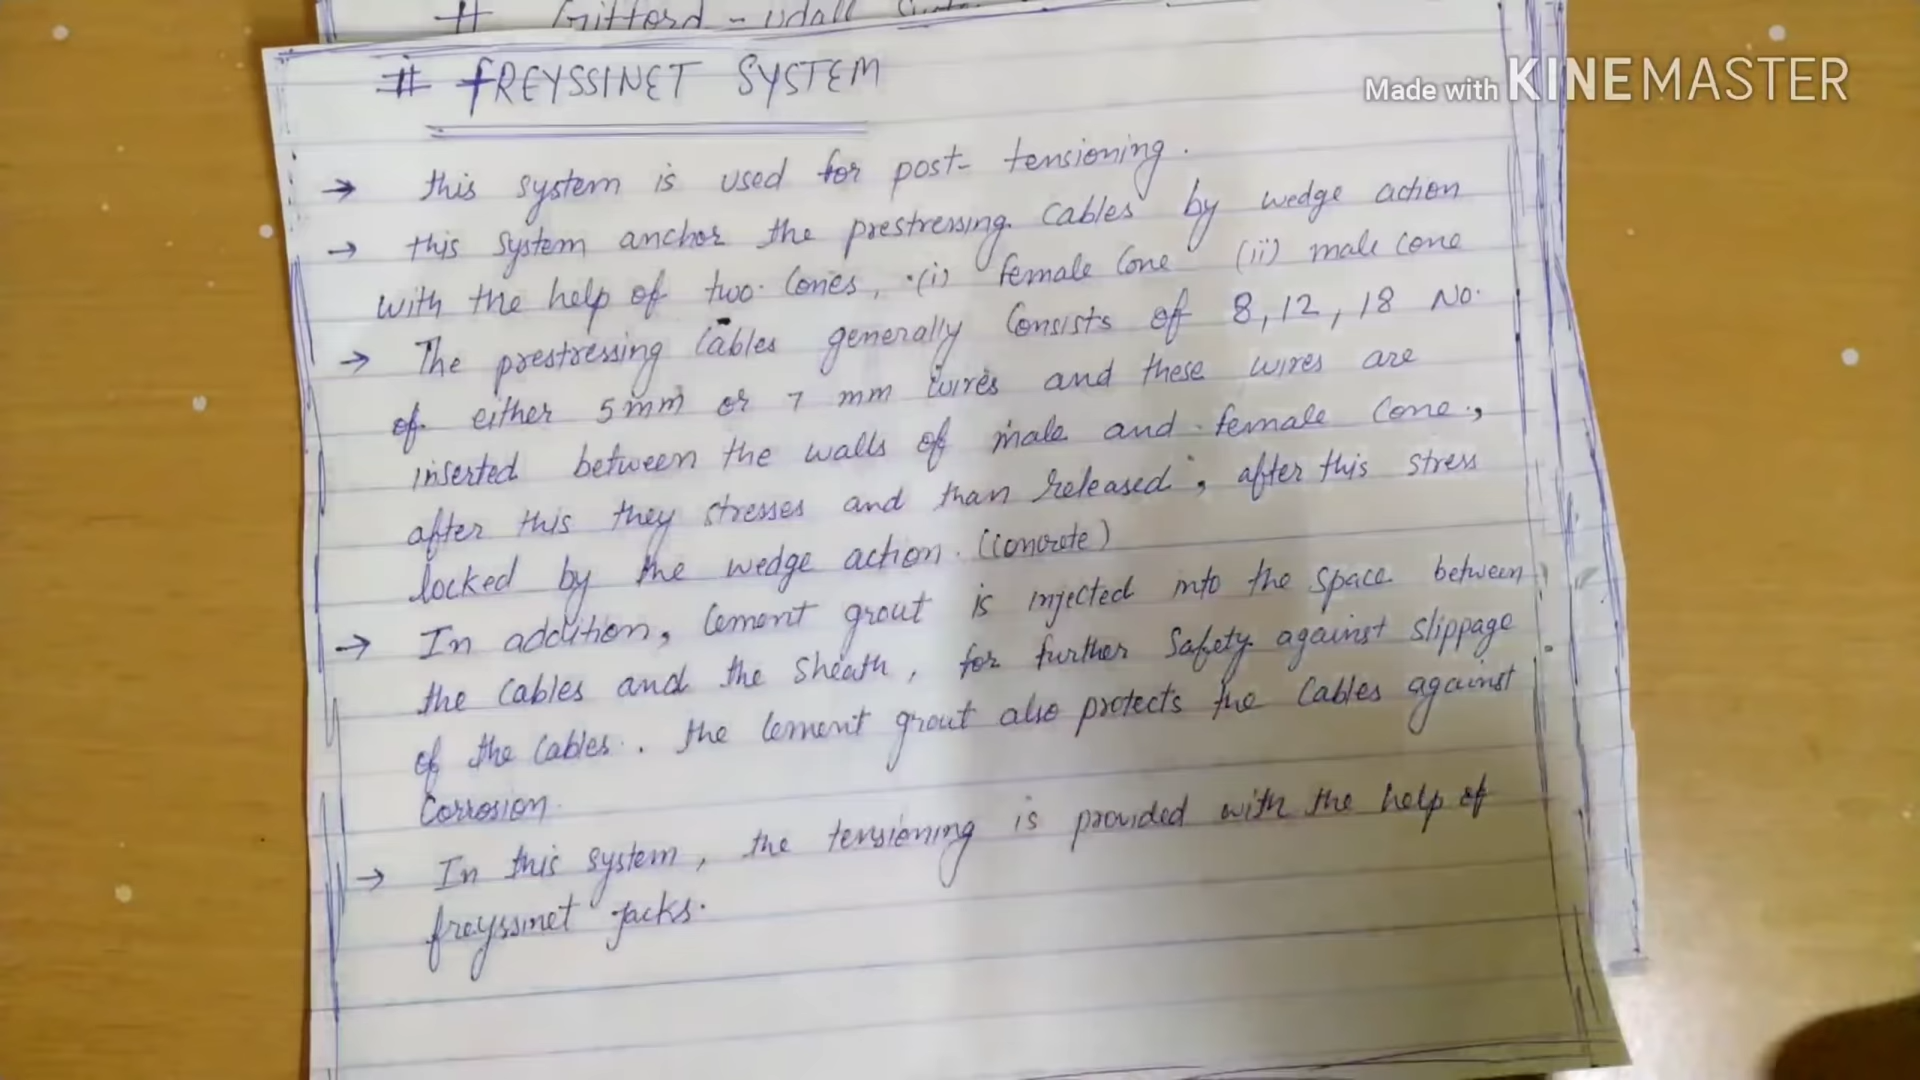 # Gifford - Udall
# fREYSSINET SYSTEM
Made with KINEMASTER
→ this system is used for post- tensioning.
→ this system anchor the prestressing cables by wedge action
with the help of two cones, (i) female cone (ii) male cone
→ The prestressing cables generally consists of 8, 12, 18 No.
of either 5mm or 7 mm wires and these wires are
inserted between the walls of male and female cone,
after this they stresses and than released, after this stress
locked by the wedge action. (concrete)
→ In addition, cement grout is injected into the space between
the cables and the sheath, for further safety against slippage
of the cables. the cement grout also protects the cables against
corrosion.
→ In this system, the tensioning is provided with the help of
freyssinet jacks.